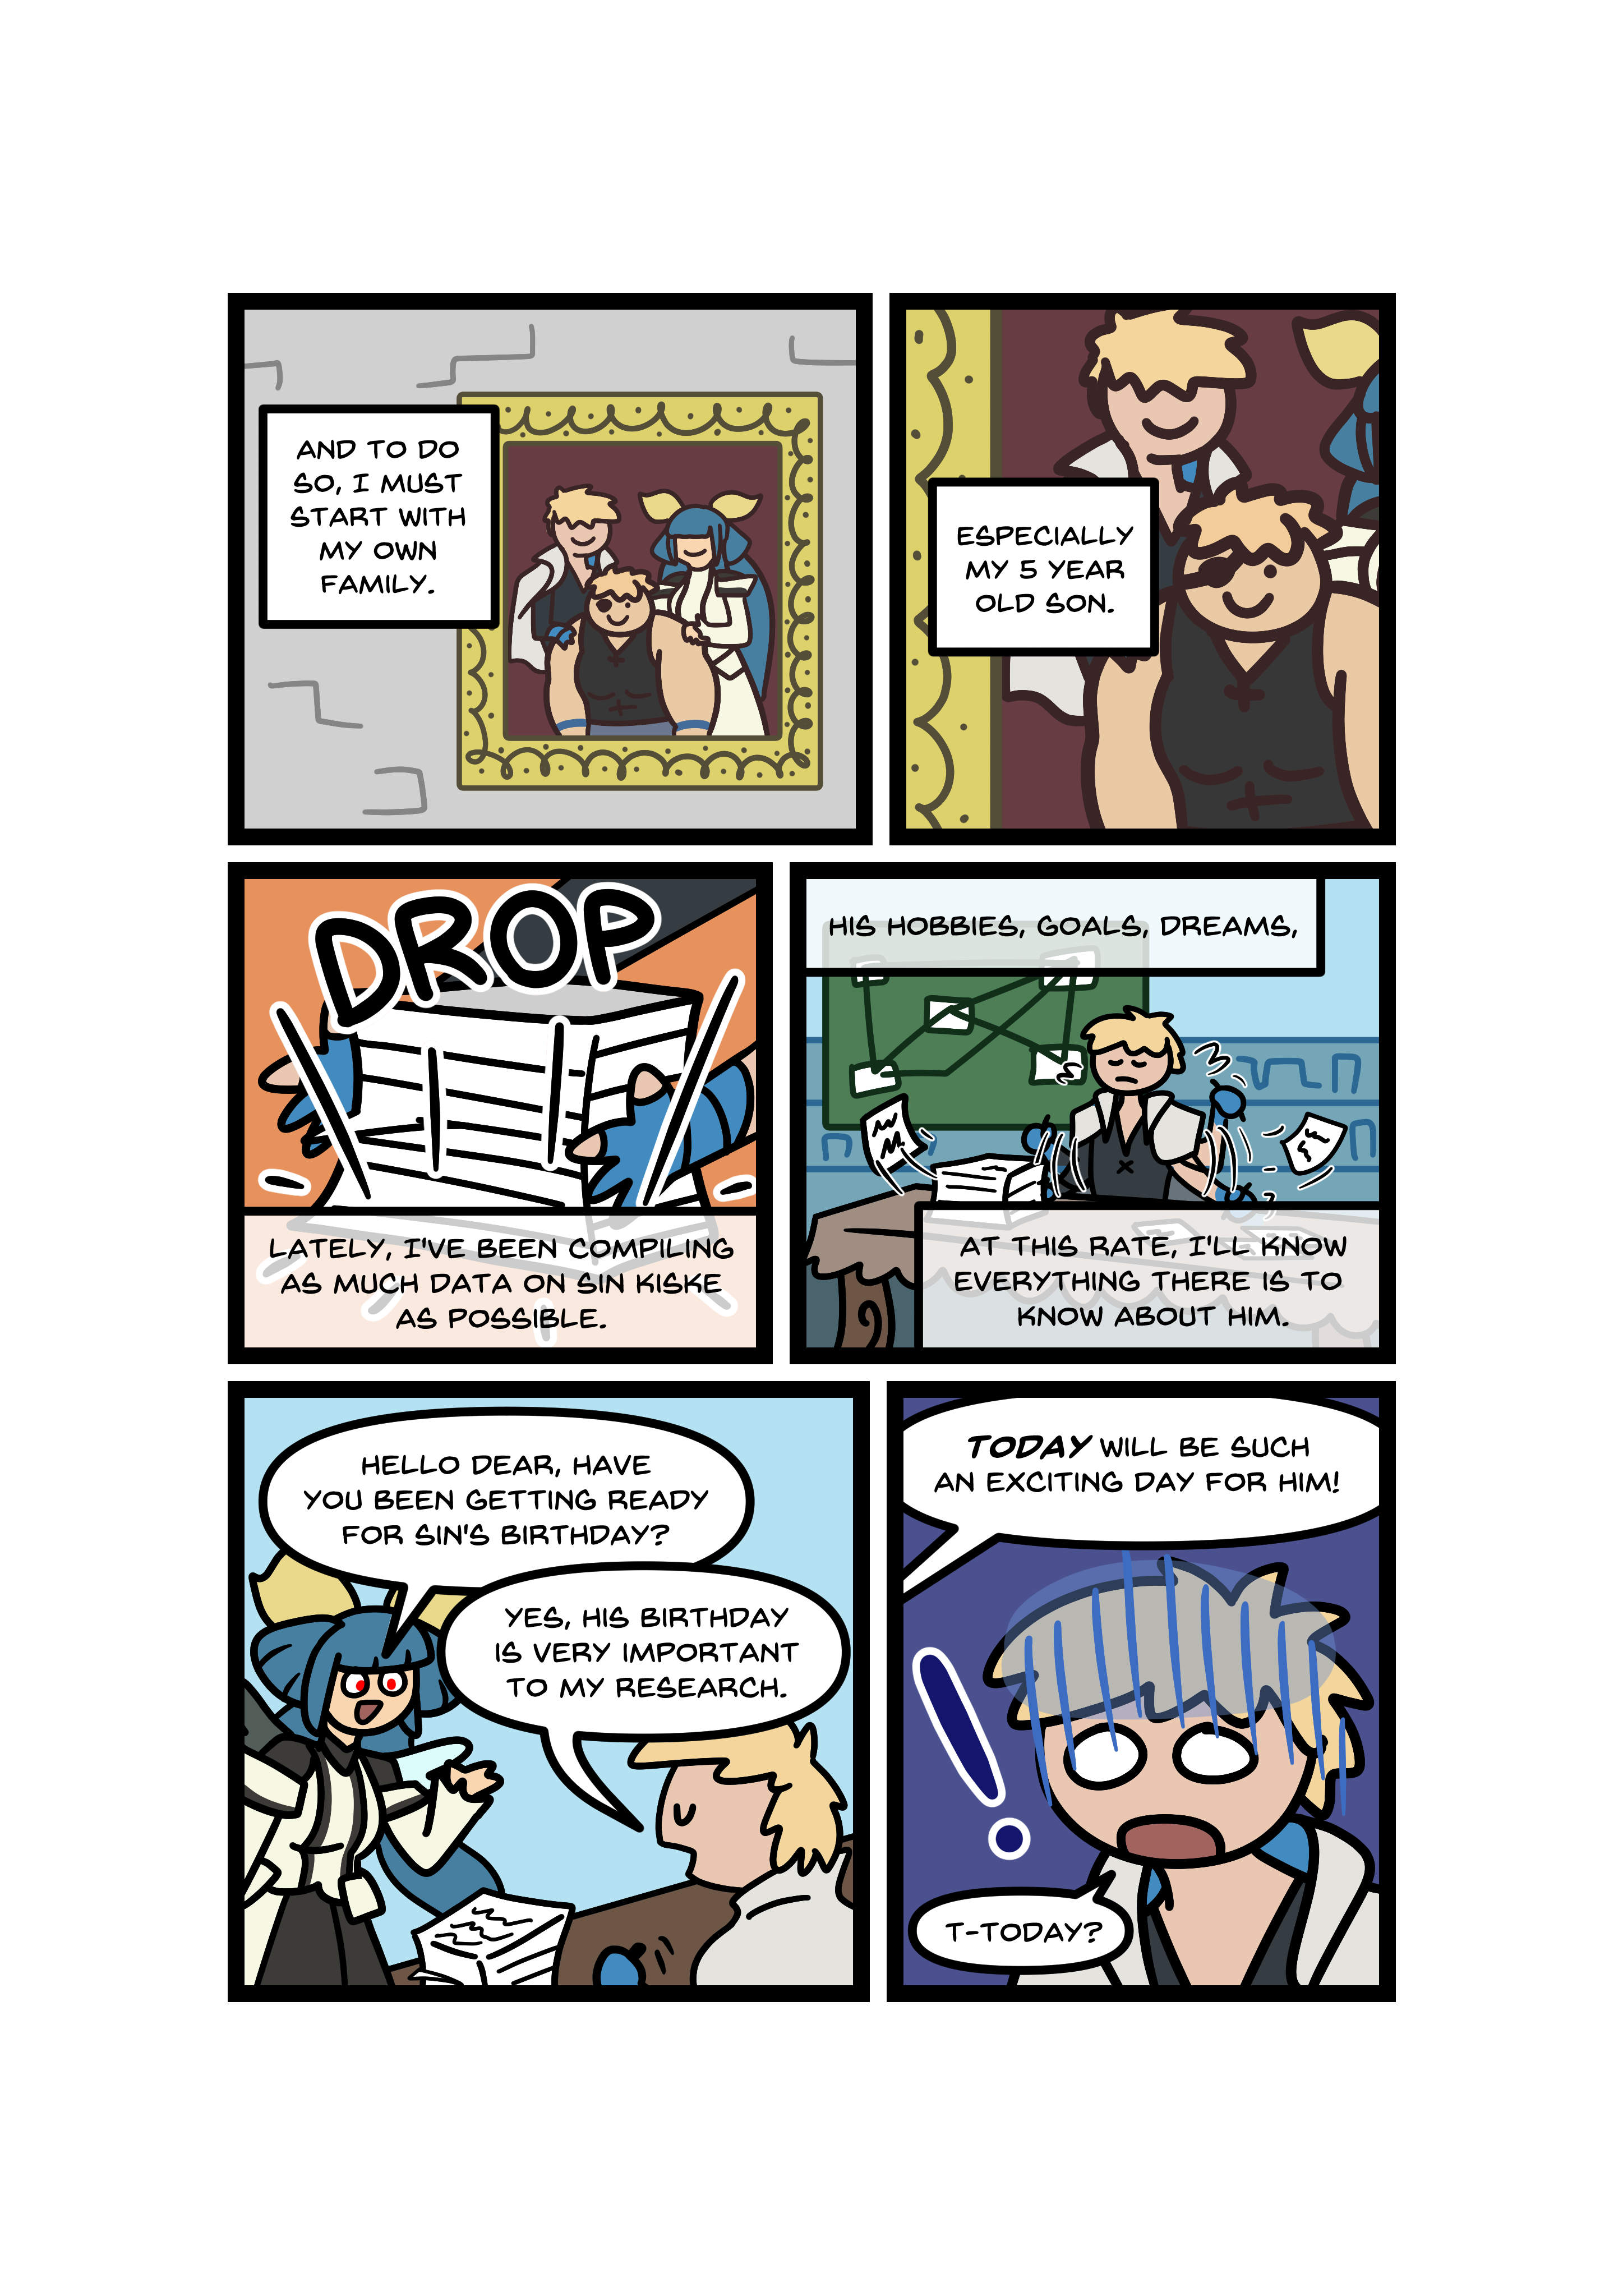 AND TO DO
SO, I MUST
START WITH
MY OWN
FAMILY.
ESPECIALLY
MY 5 YEAR
OLD SON.
DROP
LATELY, I'VE BEEN COMPILING
AS MUCH DATA ON SIN KISKE
AS POSSIBLE.
HIS HOBBIES, GOALS, DREAMS,
AT THIS RATE, I'LL KNOW
EVERYTHING THERE IS TO
KNOW ABOUT HIM.
HELLO DEAR, HAVE
YOU BEEN GETTING READY
FOR SIN'S BIRTHDAY?
YES, HIS BIRTHDAY
IS VERY IMPORTANT
TO MY RESEARCH.
TODAY WILL BE SUCH
AN EXCITING DAY FOR HIM!
T-TODAY?